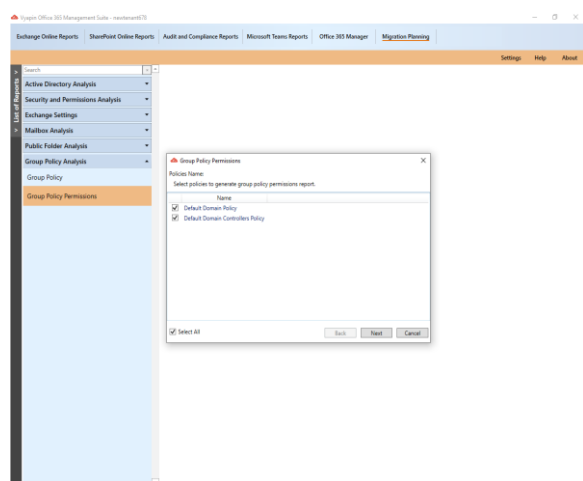 Vyapin Office 365 Management Suite - newtenant678
Exchange Online Reports SharePoint Online Reports Audit and Compliance Reports Microsoft Teams Reports Office 365 Manager Migration Planning
Settings Help About
List of Reports
Search
Active Directory Analysis
Security and Permissions Analysis
Exchange Settings
Mailbox Analysis
Public Folder Analysis
Group Policy Analysis
Group Policy
Group Policy Permissions
Group Policy Permissions
Policies Name:
Select policies to generate group policy permissions report.
Name
Default Domain Policy
Default Domain Controllers Policy
Select All
Back Next Cancel